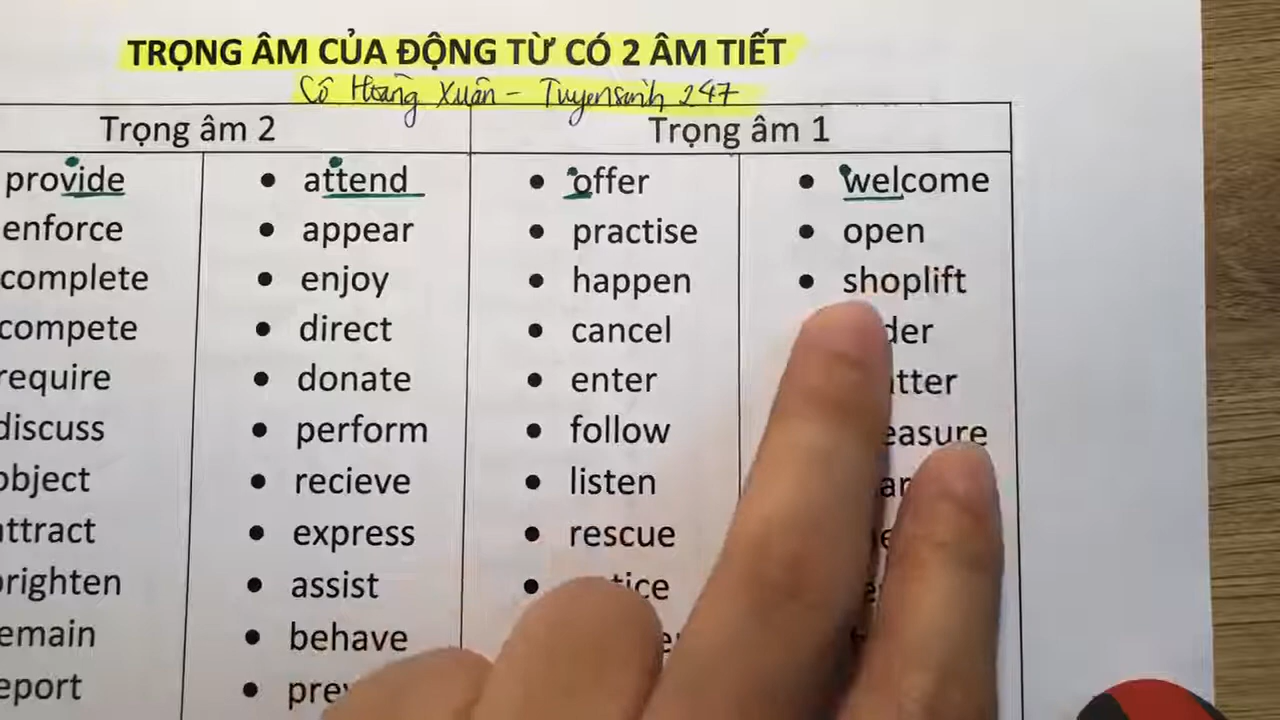 TRỌNG ÂM CỦA ĐỘNG TỪ CÓ 2 ÂM TIẾT
Cô Hoàng Xuân - Tuyensinh 247
Trọng âm 2 Trọng âm 1
provide • attend • offer • welcome
enforce • appear • practise • open
complete • enjoy • happen • shoplift
compete • direct • cancel
require • donate • enter
discuss • perform • follow
object • recieve • listen
attract • express • rescue
brighten • assist
emain • behave
eport